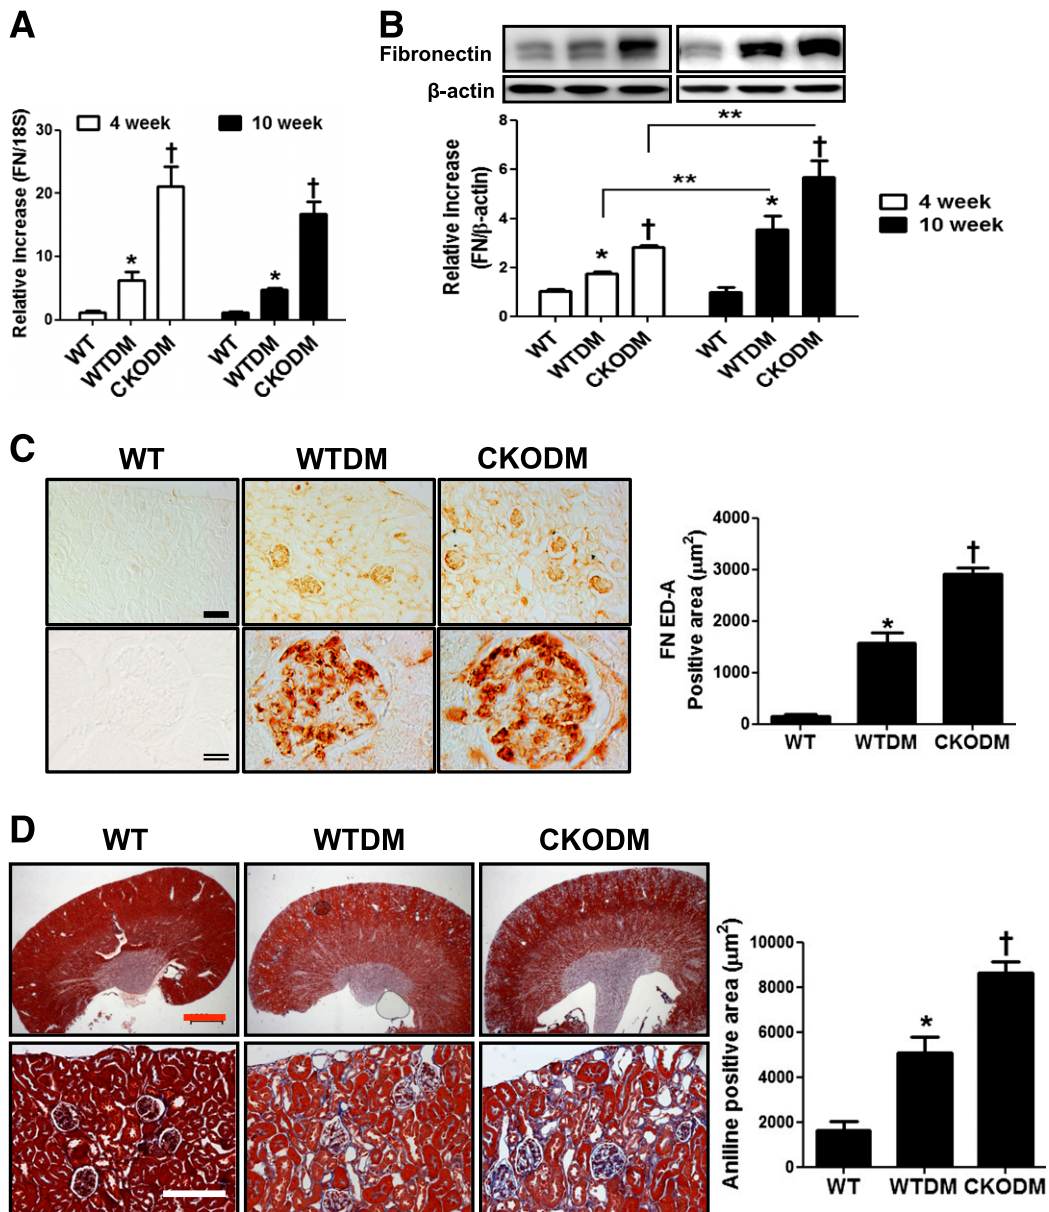 A
Relative Increase (FN/18S)
4 week
10 week
30
20
10
0
WT
WTDM
CKODM
WT
WTDM
CKODM
†
*
†
*
B
Fibronectin
β-actin
Relative Increase
(FN/β-actin)
8
6
4
2
0
**
**
†
*
†
*
WT
WTDM
CKODM
WT
WTDM
CKODM
4 week
10 week
C
WT
WTDM
CKODM
FN ED-A
Positive area (μm²)
4000
3000
2000
1000
0
†
*
WT
WTDM
CKODM
D
WT
WTDM
CKODM
Aniline positive area (μm²)
10000
8000
6000
4000
2000
0
†
*
WT
WTDM
CKODM